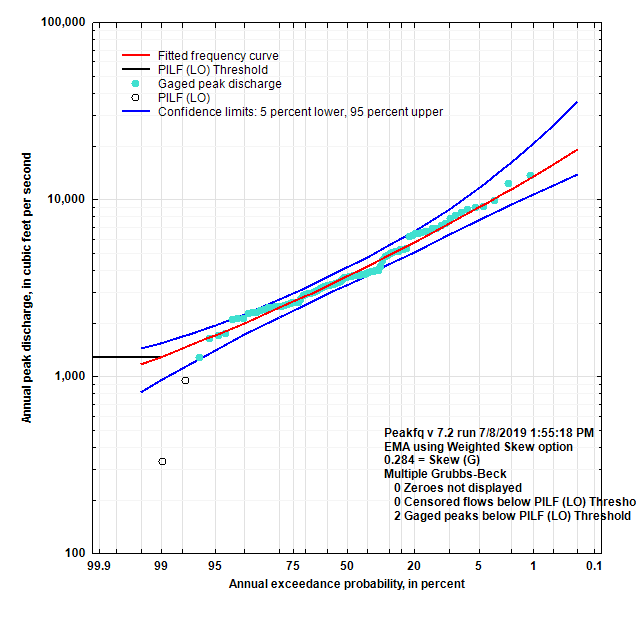 100,000
Fitted frequency curve
PILF (LO) Threshold
Gaged peak discharge
PILF (LO)
Confidence limits: 5 percent lower, 95 percent upper
10,000
Annual peak discharge, in cubic feet per second
1,000
Peakfq v 7.2 run 7/8/2019 1:55:18 PM
EMA using Weighted Skew option
0.284 = Skew (G)
Multiple Grubbs-Beck
0 Zeroes not displayed
0 Censored flows below PILF (LO) Thresho
2 Gaged peaks below PILF (LO) Threshold
100
99.9 99 95 75 50 20 5 1 0.1
Annual exceedance probability, in percent